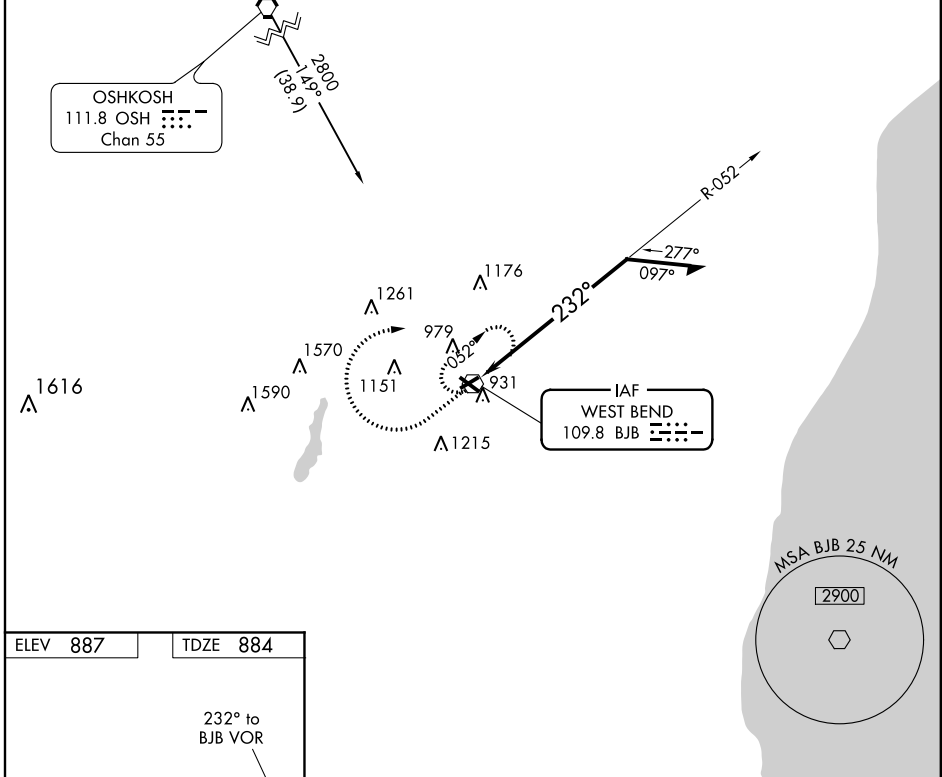 OSHKOSH
111.8 OSH
Chan 55
2800
149°
(38.9)
R-052
277°
097°
232°
1176
1261
979
052°
1570
1151
931
1616
1590
1215
IAF
WEST BEND
109.8 BJB
MSA BJB 25 NM
2900
ELEV 887
TDZE 884
232° to
BJB VOR